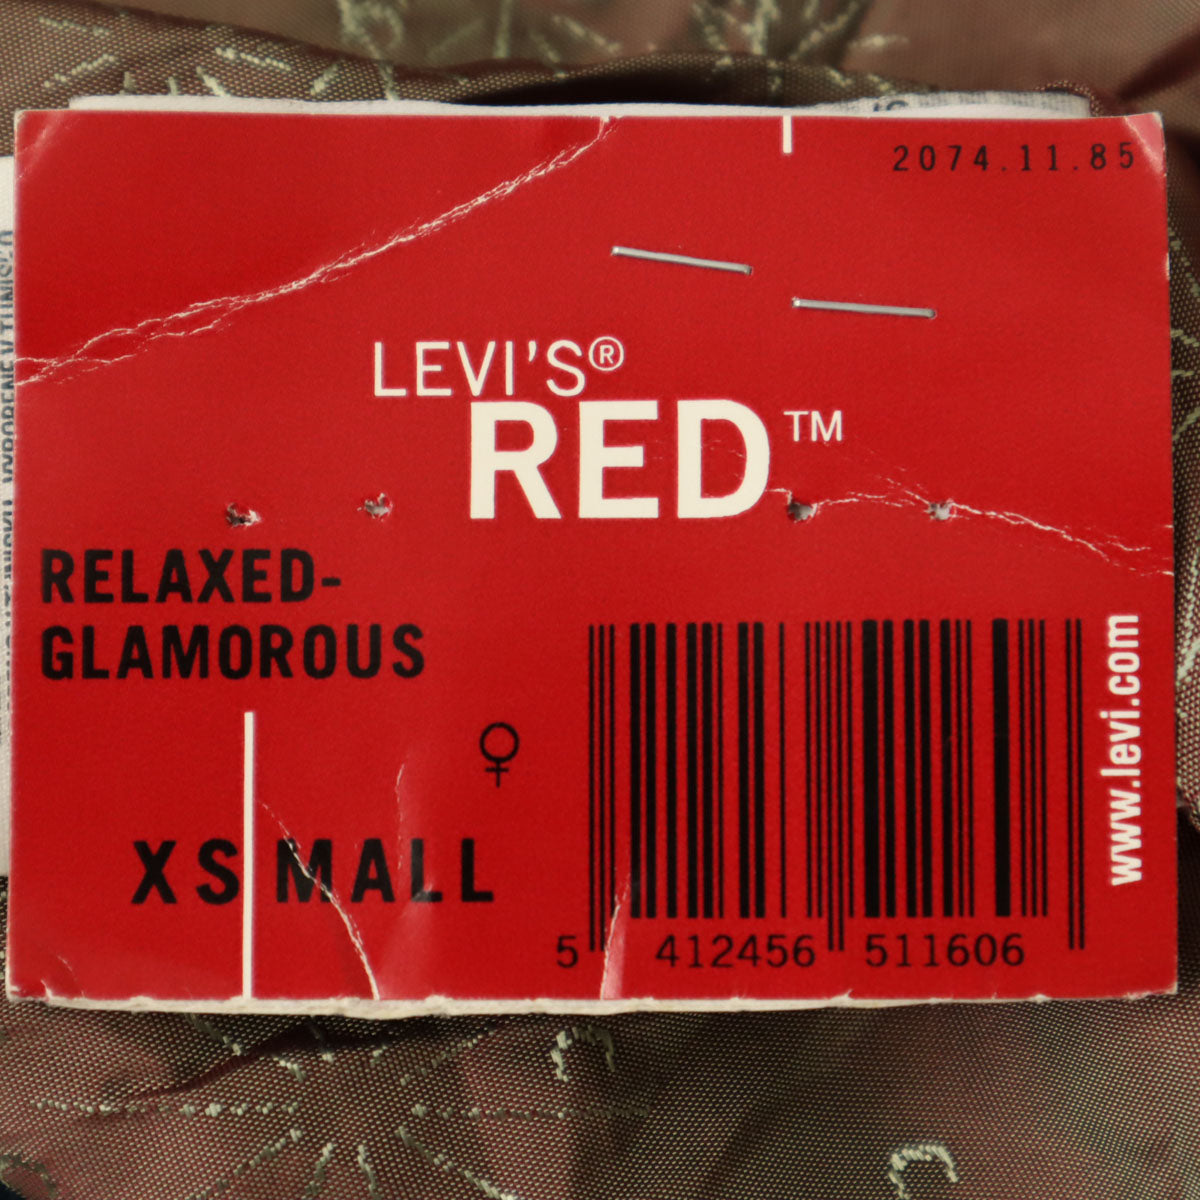 2074.11.85
LEVI'S®
RED™
RELAXED-
GLAMOROUS
♀
XSMALL
5 412456 511606
www.levi.com